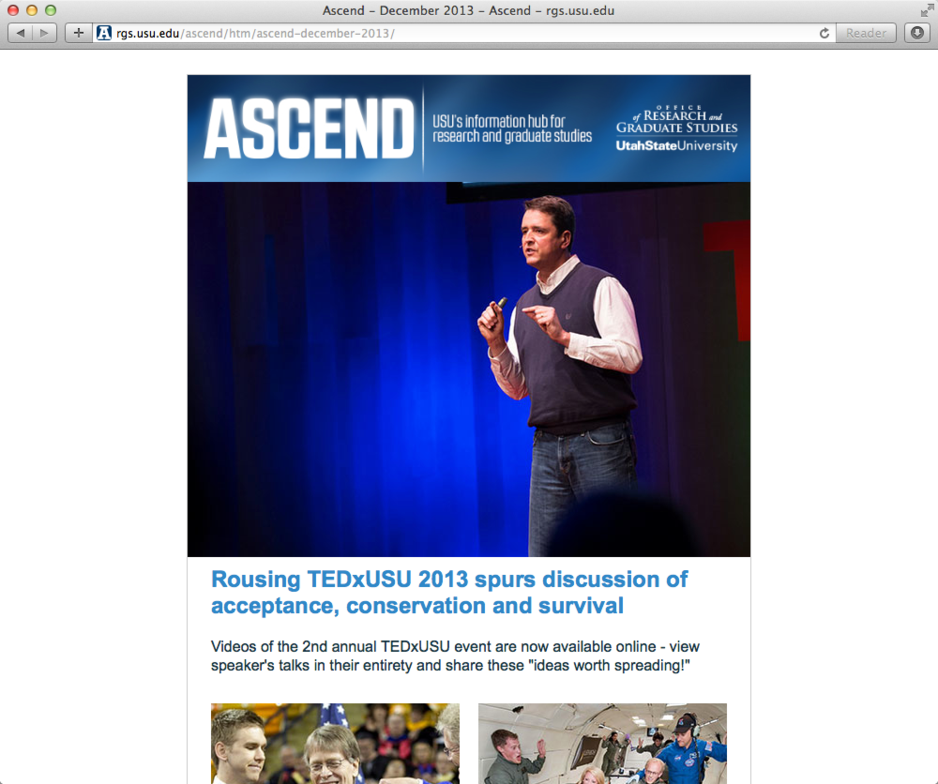 Ascend – December 2013 – Ascend – rgs.usu.edu
rgs.usu.edu/ascend/htm/ascend-december-2013/
Reader
ASCEND
USU's information hub for
research and graduate studies
OFFICE
of RESEARCH and
GRADUATE STUDIES
UtahStateUniversity
Rousing TEDxUSU 2013 spurs discussion of
acceptance, conservation and survival
Videos of the 2nd annual TEDxUSU event are now available online - view
speaker's talks in their entirety and share these "ideas worth spreading!"